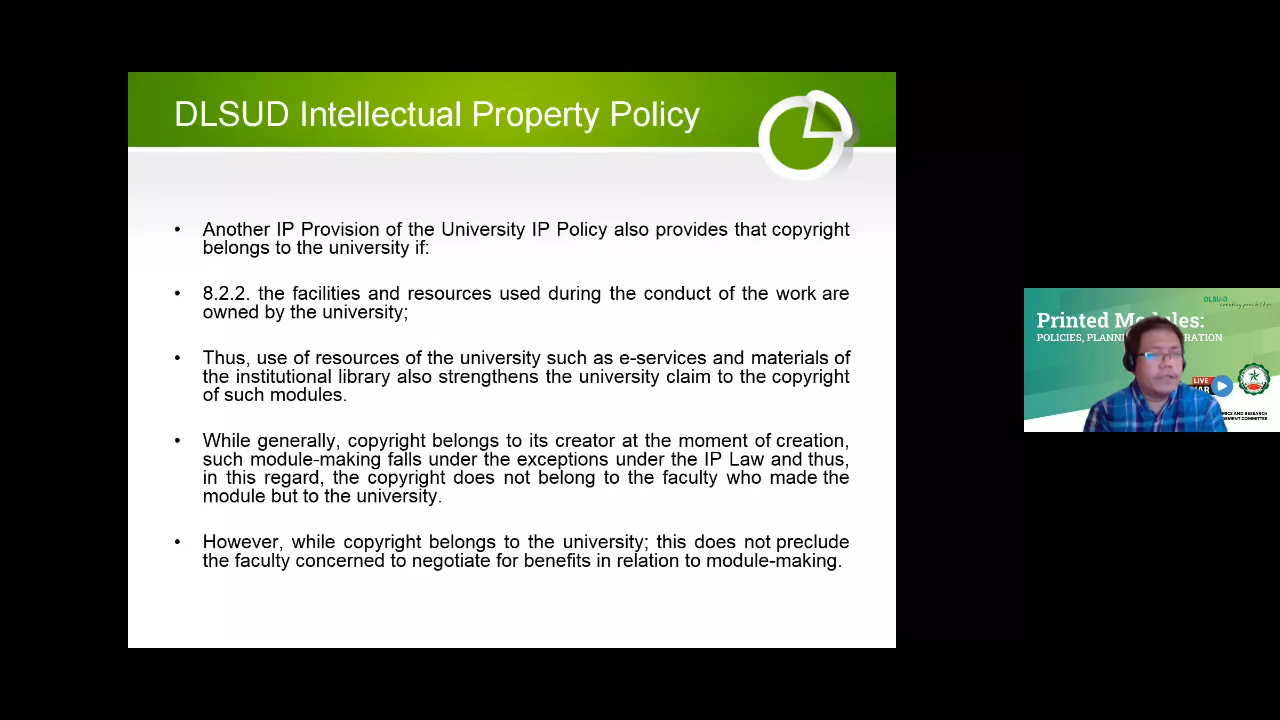 DLSUD Intellectual Property Policy
• Another IP Provision of the University IP Policy also provides that copyright
belongs to the university if:
• 8.2.2. the facilities and resources used during the conduct of the work are
owned by the university;
• Thus, use of resources of the university such as e-services and materials of
the institutional library also strengthens the university claim to the copyright
of such modules.
• While generally, copyright belongs to its creator at the moment of creation,
such module-making falls under the exceptions under the IP Law and thus,
in this regard, the copyright does not belong to the faculty who made the
module but to the university.
• However, while copyright belongs to the university; this does not preclude
the faculty concerned to negotiate for benefits in relation to module-making.
DLSU-D
Printed
POLICIES,
LIVE